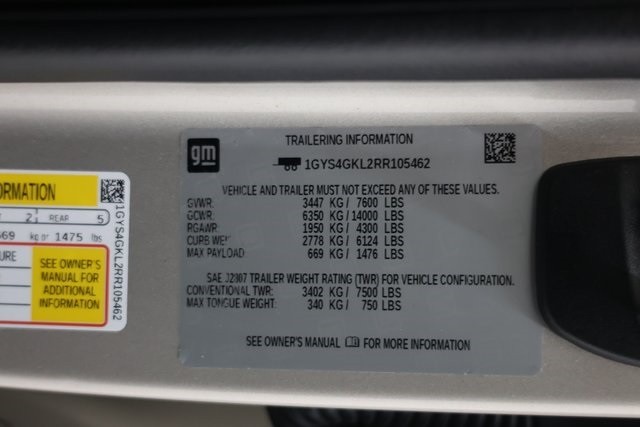 gm
TRAILERING INFORMATION
1GYS4GKL2RR105462
VEHICLE AND TRAILER MUST NOT EXCEED ANY OF THESE VALUES.
GVWR: 3447 KG/ 7600 LBS
GCWR: 6350 KG/ 14000 LBS
RGAWR: 1950 KG/ 4300 LBS
CURB WEI: 2778 KG/ 6124 LBS
MAX PAYLOAD 669 KG/ 1476 LBS
SAE J2807 TRAILER WEIGHT RATING (TWR) FOR VEHICLE CONFIGURATION.
CONVENTIONAL TWR: 3402 KG/ 7500 LBS
MAX TONGUE WEIGHT: 340 KG/ 750 LBS
SEE OWNER'S MANUAL FOR MORE INFORMATION
ORMATION
REAR 5
669 kg or 1475 lbs
URE
SEE OWNER'S
MANUAL FOR
ADDITIONAL
INFORMATION
1GYS4GKL2RR105462